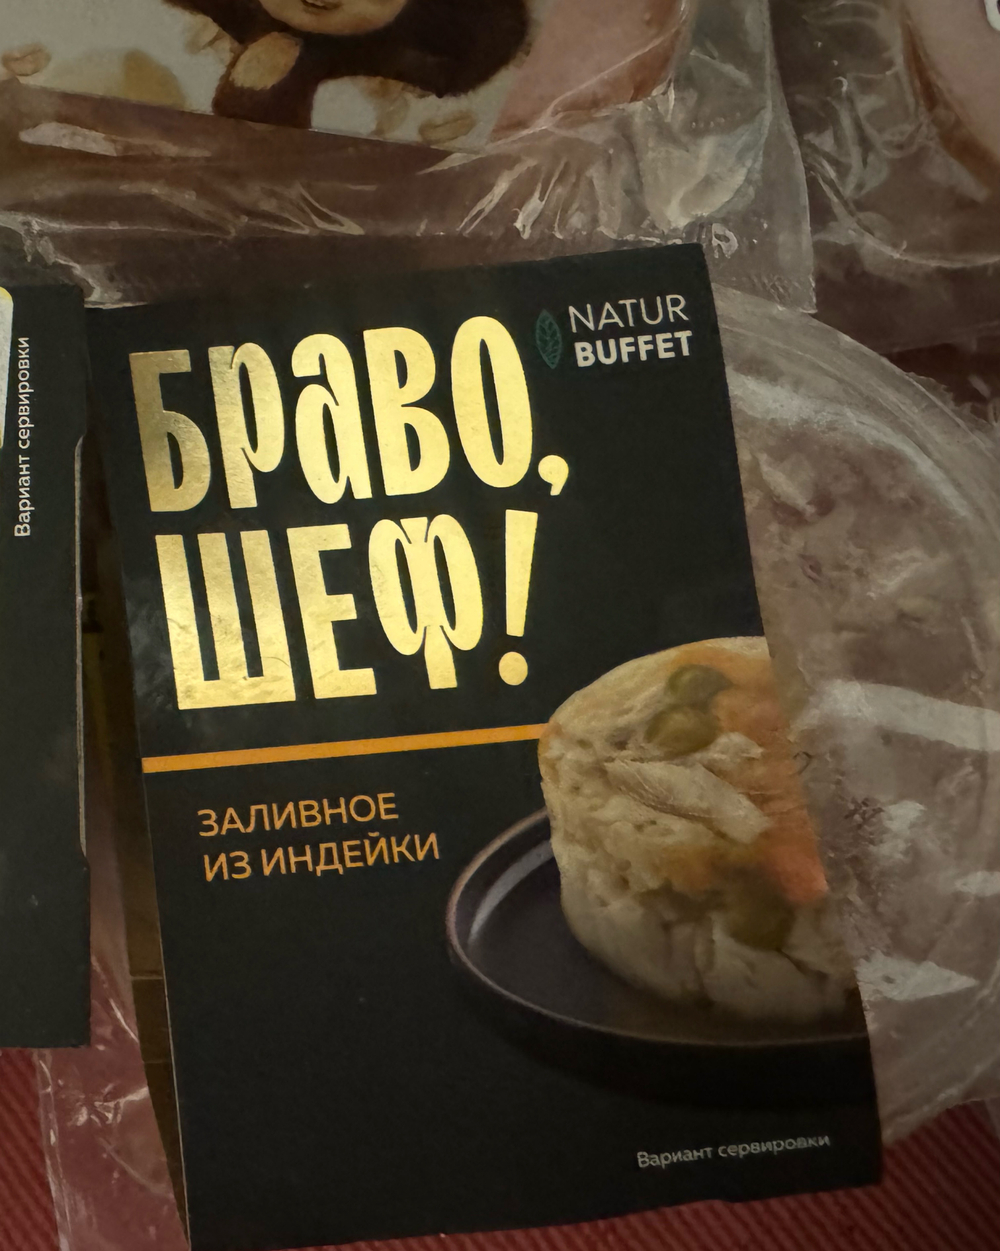 Вариант сервировки
NATUR
BUFFET
БРаВО,
ШЕФ!
ЗАЛИВНОЕ
ИЗ ИНДЕЙКИ
Вариант сервировки